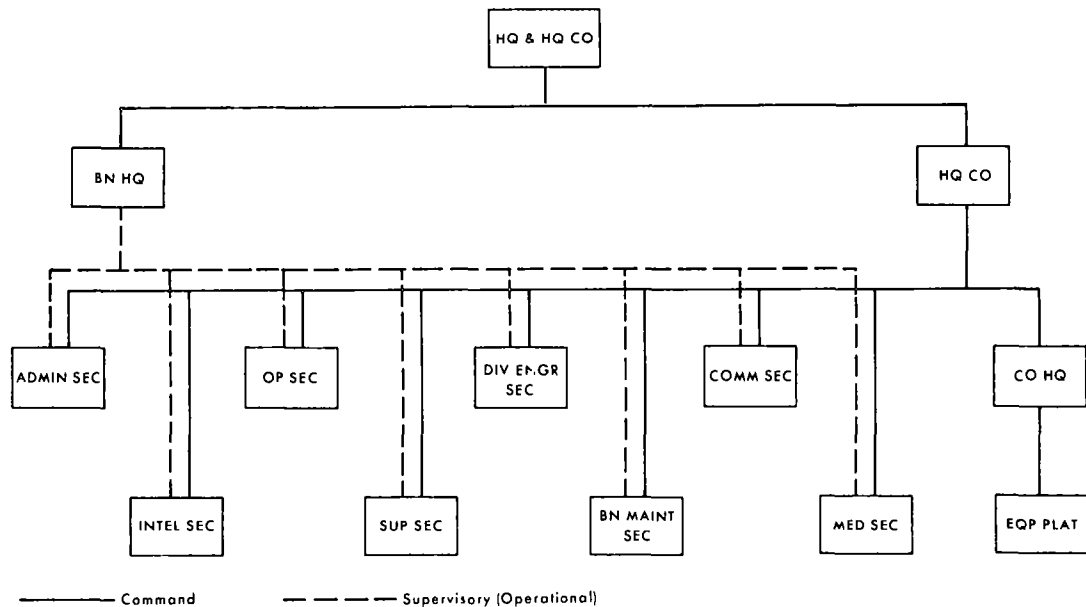 HQ & HQ CO
BN HQ
HQ CO
ADMIN SEC
OP SEC
DIV ENGR
SEC
COMM SEC
CO HQ
INTEL SEC
SUP SEC
BN MAINT
SEC
MED SEC
EQP PLAT
Command
Supervisory (Operational)